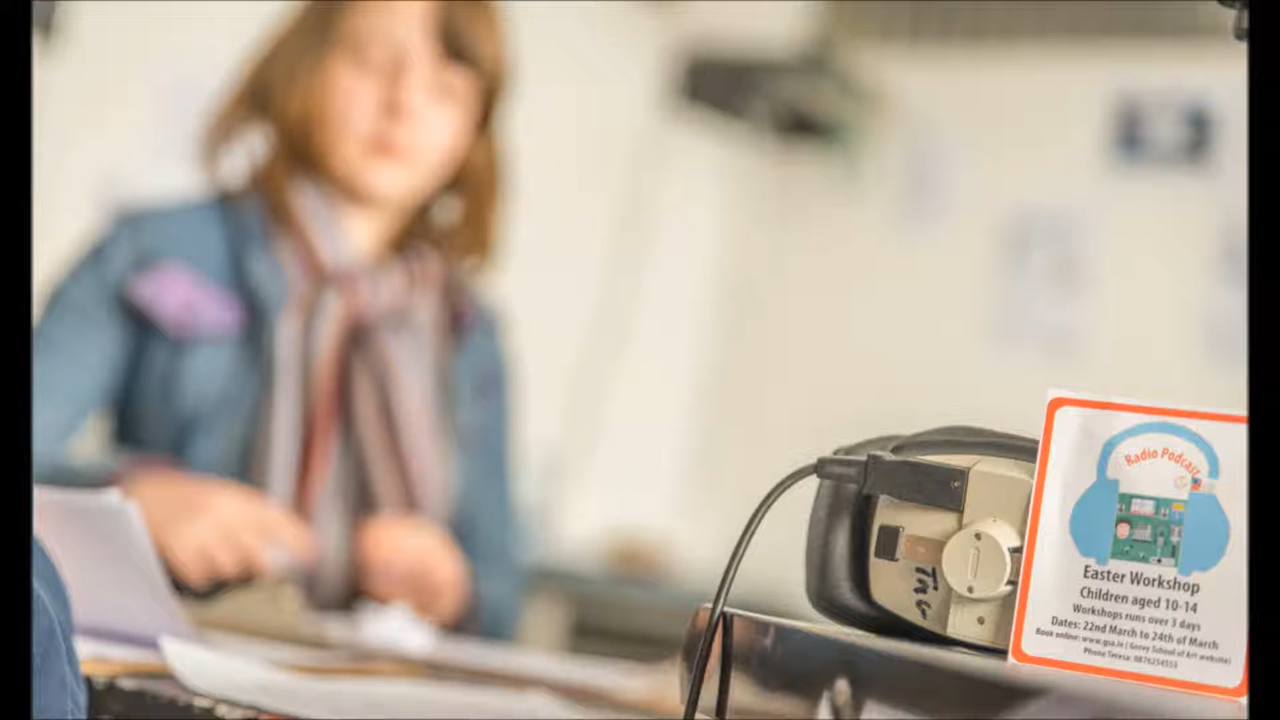 Radio Podcast
Easter Workshop
Children aged 10-14
Workshops runs over 3 days
Dates: 22nd March to 24th of March
Book online: www.gsa.ie ( Gorey School of Art website)
Phone Teresa: 0876254555